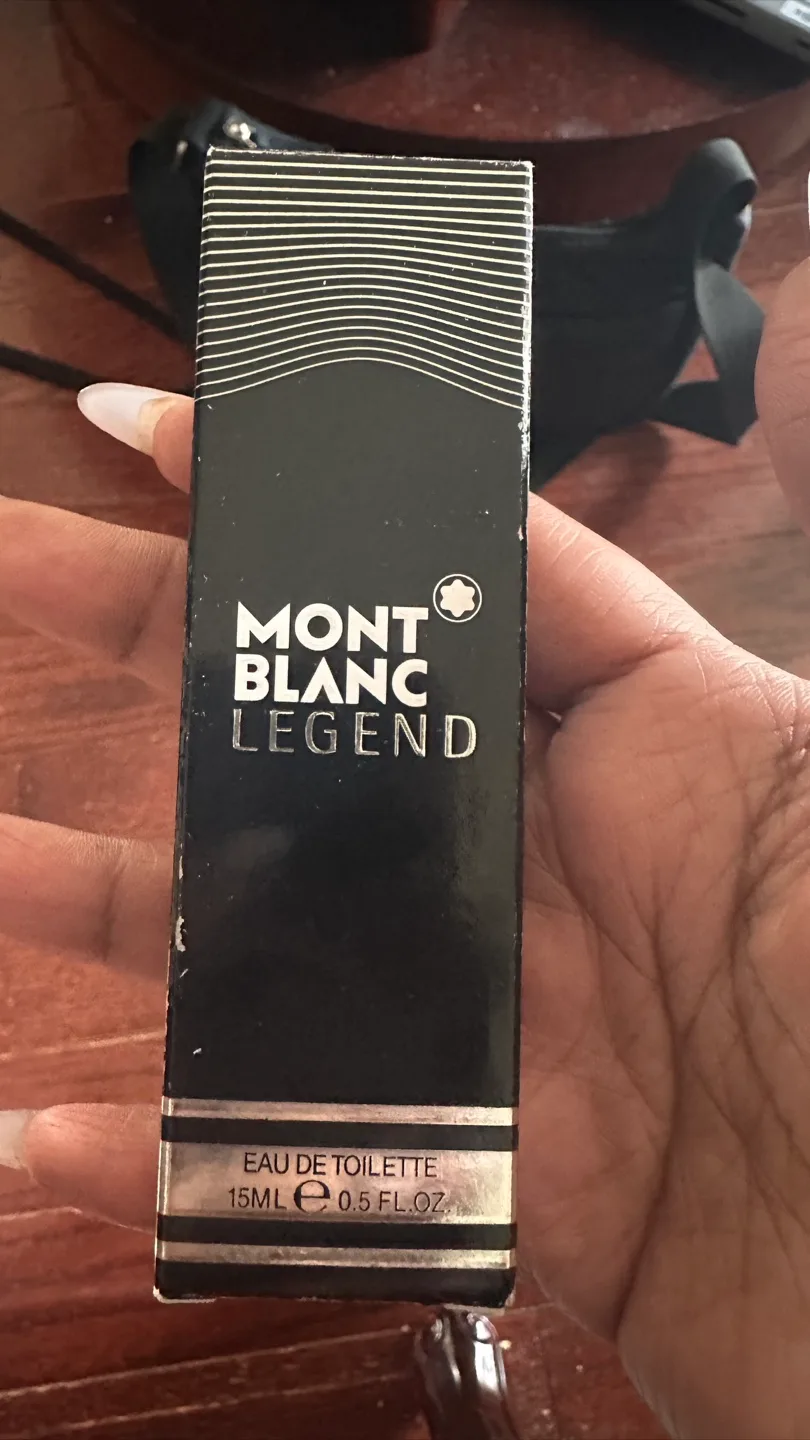 MONT
BLANC
LEGEND
EAU DE TOILETTE
15ML e 0.5 FL.OZ.